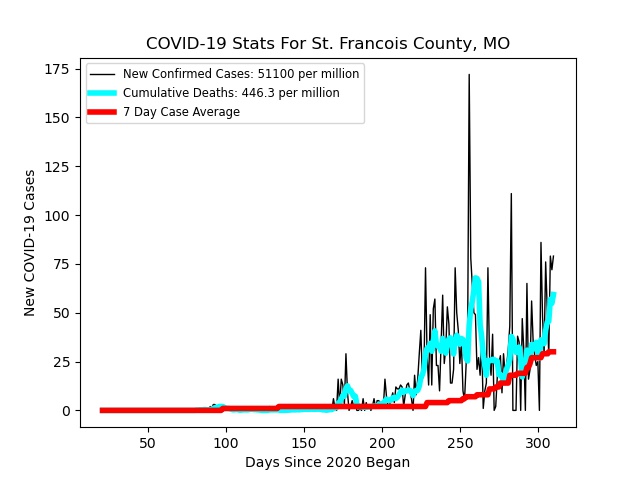 COVID-19 Stats For St. Francois County, MO
New Confirmed Cases: 51100 per million
Cumulative Deaths: 446.3 per million
7 Day Case Average
175
150
125
100
75
50
25
0
New COVID-19 Cases
50 100 150 200 250 300
Days Since 2020 Began